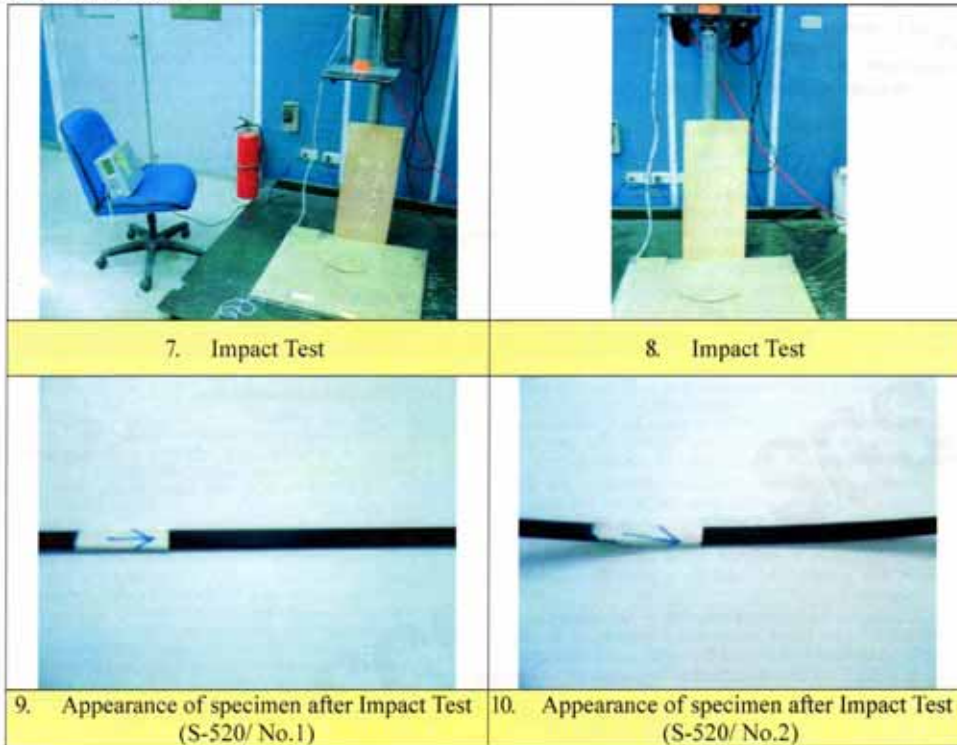 7. Impact Test
8. Impact Test
9. Appearance of specimen after Impact Test
(S-520/ No.1)
10. Appearance of specimen after Impact Test
(S-520/ No.2)